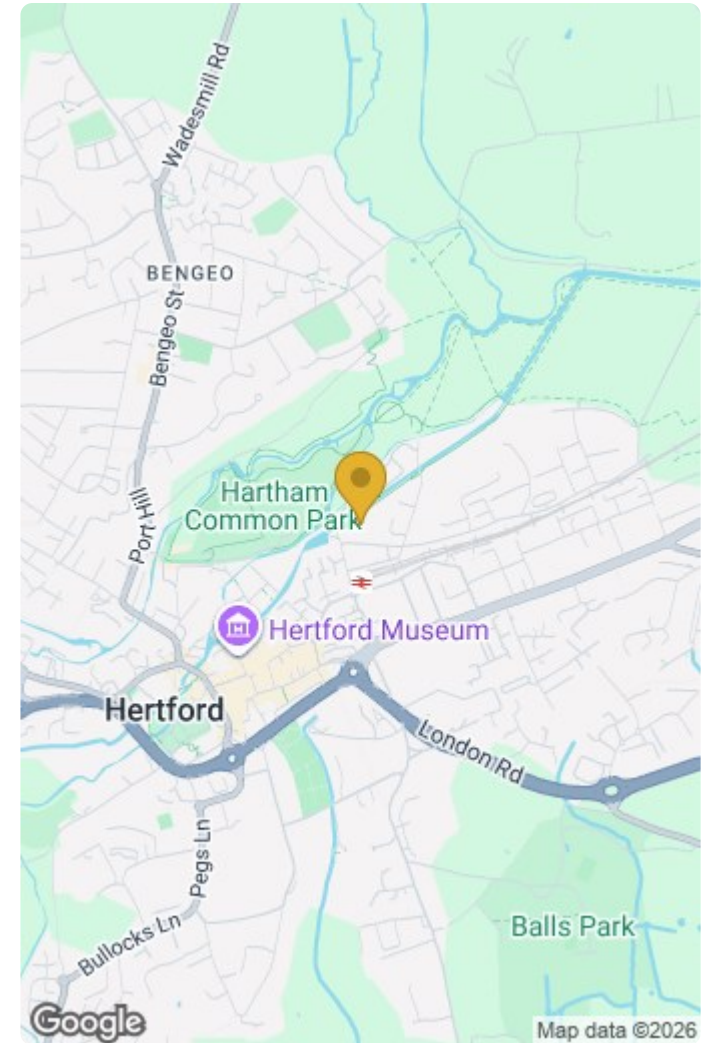 Wadesmill Rd
BENGEO
Bengeo St
Hartham
Common Park
Port Hill
H
Hertford Museum
Hertford
London Rd
Pegs Ln
Bullocks Ln
Balls Park
Google
Map data ©2026